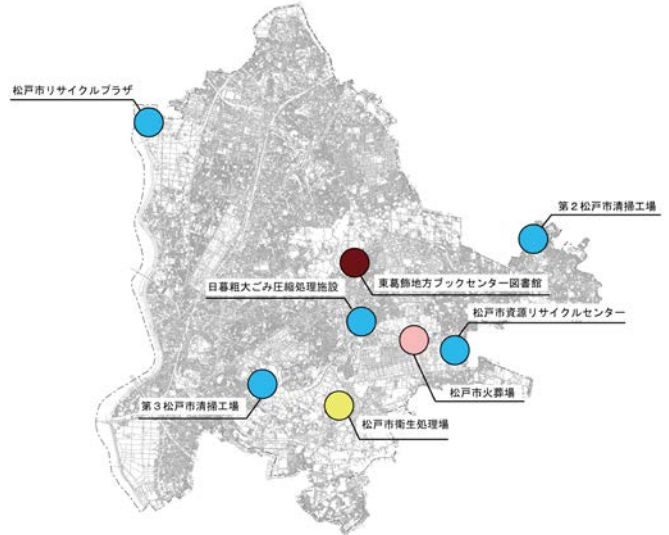 松戸市リサイクルプラザ
第2松戸市清掃工場
東葛飾地方ブックセンター図書館
日暮粗大ごみ圧縮処理施設
松戸市資源リサイクルセンター
松戸市火葬場
第3松戸市清掃工場
松戸市衛生処理場